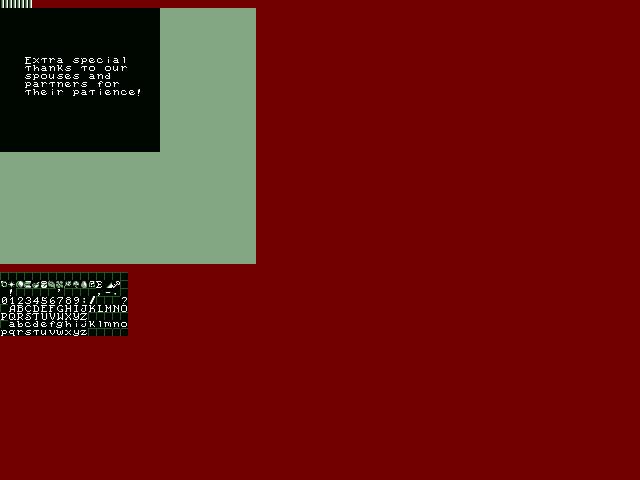 Extra special
thanks to our
spouses and
partners for
their patience!
! ' , - .
0123456789:/ ?
ABCDEFGHIJKLMNO
PQRSTUVWXYZ
abcdefghijklmno
pqrstuvwxyz